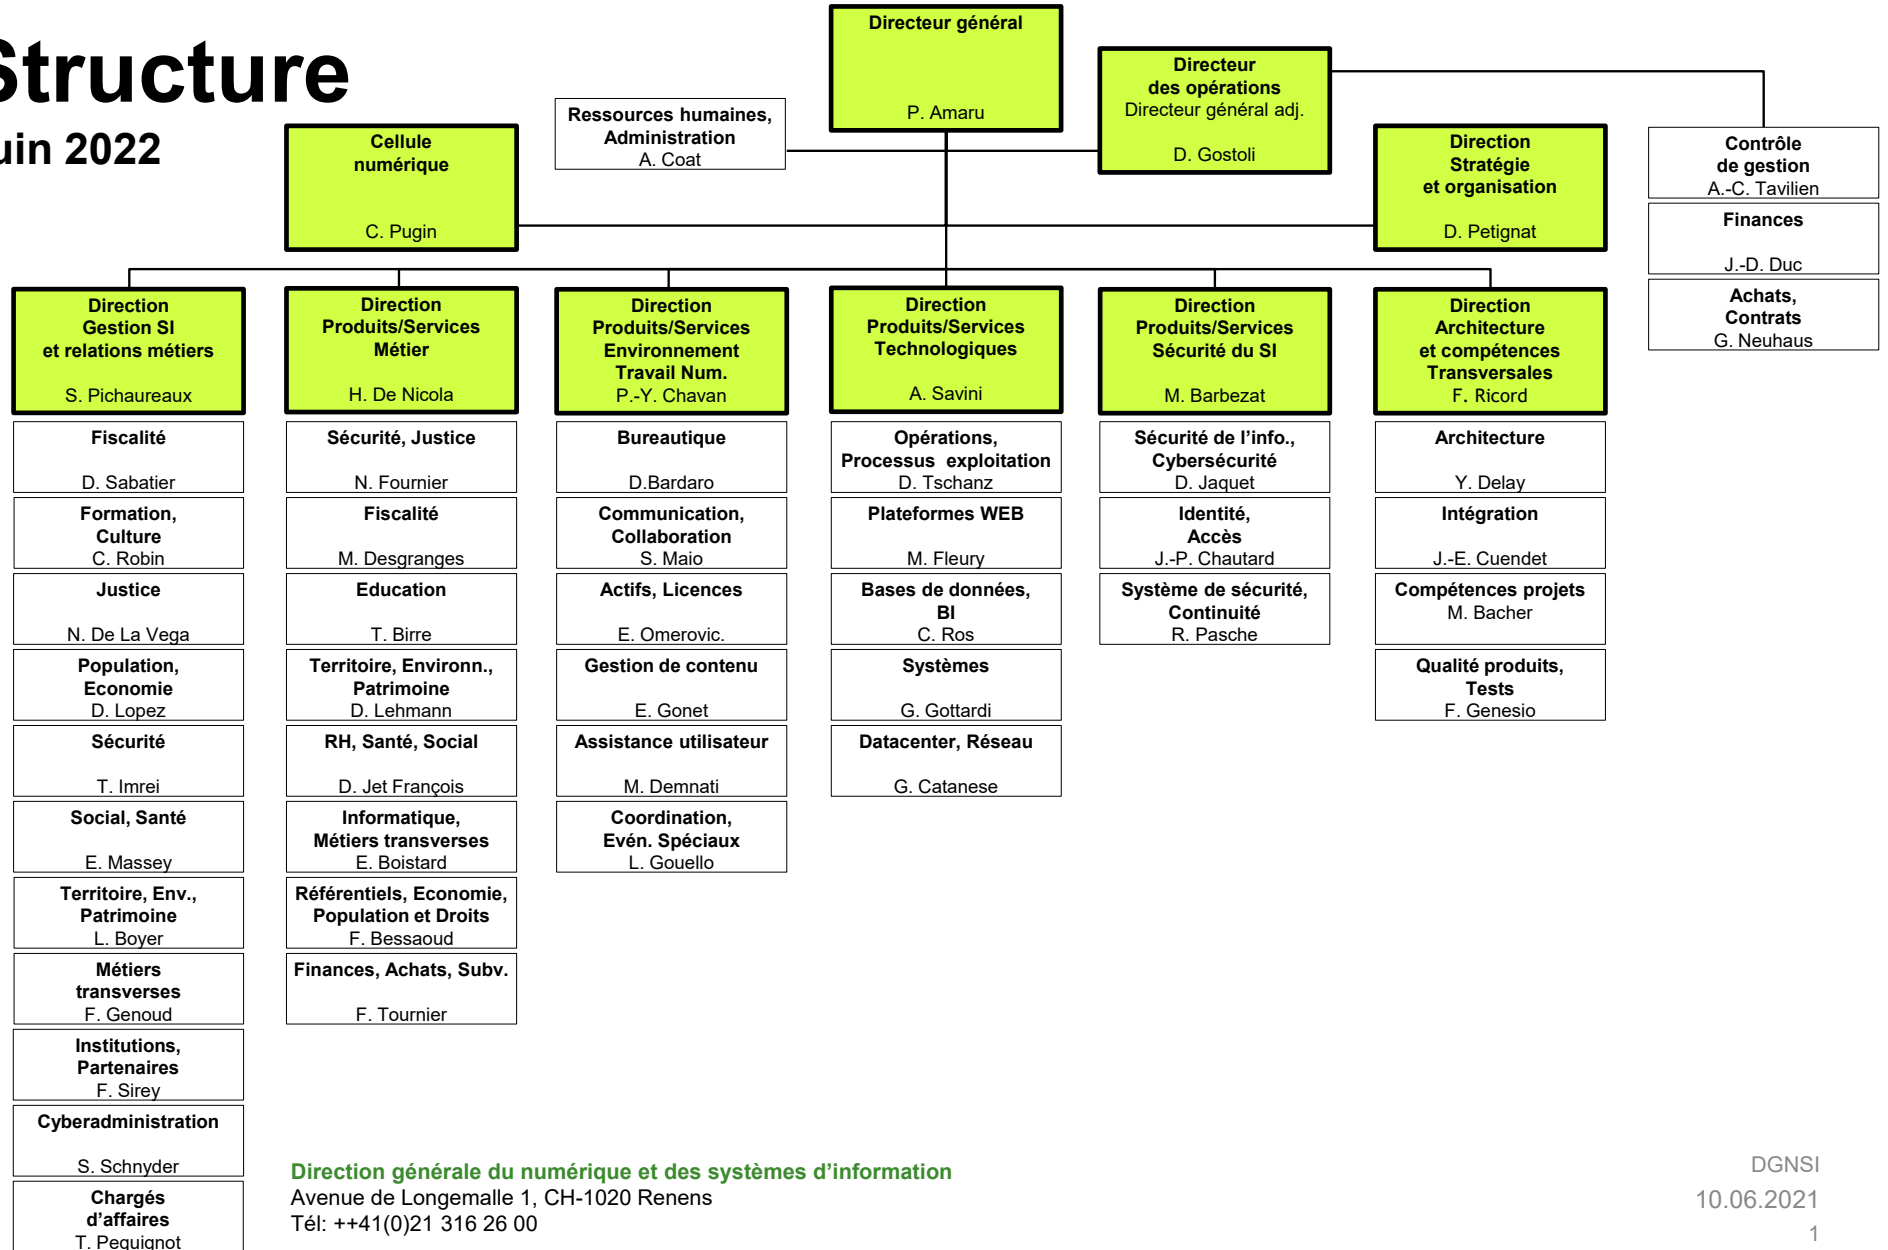 Structure
uin 2022
Directeur général
P. Amaru
Directeur
des opérations
Directeur général adj.
D. Gostoli
Ressources humaines,
Administration
A. Coat
Cellule
numérique
C. Pugin
Direction
Stratégie
et organisation
D. Petignat
Contrôle
de gestion
A.-C. Tavilien
Finances
J.-D. Duc
Achats,
Contrats
G. Neuhaus
Direction
Gestion SI
et relations métiers
S. Pichaureaux
Fiscalité
D. Sabatier
Formation,
Culture
C. Robin
Justice
N. De La Vega
Population,
Economie
D. Lopez
Sécurité
T. Imrei
Social, Santé
E. Massey
Territoire, Env.,
Patrimoine
L. Boyer
Métiers
transverses
F. Genoud
Institutions,
Partenaires
F. Sirey
Cyberadministration
S. Schnyder
Chargés
d’affaires
T. Pequignot
Direction
Produits/Services
Métier
H. De Nicola
Sécurité, Justice
N. Fournier
Fiscalité
M. Desgranges
Education
T. Birre
Territoire, Environn.,
Patrimoine
D. Lehmann
RH, Santé, Social
D. Jet François
Informatique,
Métiers transverses
E. Boistard
Référentiels, Economie,
Population et Droits
F. Bessaoud
Finances, Achats, Subv.
F. Tournier
Direction
Produits/Services
Environnement
Travail Num.
P.-Y. Chavan
Bureautique
D.Bardaro
Communication,
Collaboration
S. Maio
Actifs, Licences
E. Omerovic.
Gestion de contenu
E. Gonet
Assistance utilisateur
M. Demnati
Coordination,
Evén. Spéciaux
L. Gouello
Direction
Produits/Services
Technologiques
A. Savini
Opérations,
Processus exploitation
D. Tschanz
Plateformes WEB
M. Fleury
Bases de données,
BI
C. Ros
Systèmes
G. Gottardi
Datacenter, Réseau
G. Catanese
Direction
Produits/Services
Sécurité du SI
M. Barbezat
Sécurité de l’info.,
Cybersécurité
D. Jaquet
Identité,
Accès
J.-P. Chautard
Système de sécurité,
Continuité
R. Pasche
Direction
Architecture
et compétences
Transversales
F. Ricord
Architecture
Y. Delay
Intégration
J.-E. Cuendet
Compétences projets
M. Bacher
Qualité produits,
Tests
F. Genesio
Direction générale du numérique et des systèmes d’information
Avenue de Longemalle 1, CH-1020 Renens
Tél: ++41(0)21 316 26 00
DGNSI
10.06.2021
1